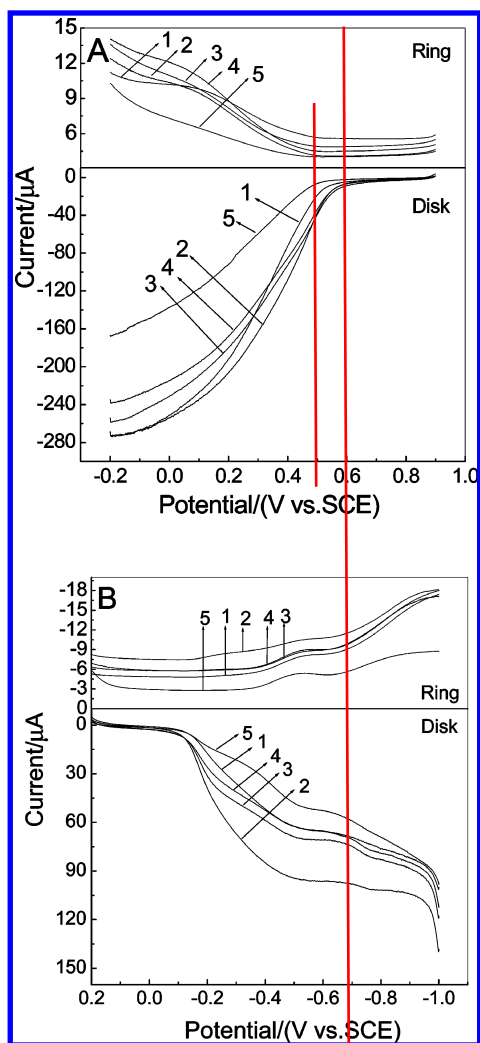 15
A
Ring
12
1 2 3 4 5
9
6
0
Disk
-40
1
5
-80
2
-120
4
3
-160
-200
-240
-280
Current/μA
-0.2 0.0 0.2 0.4 0.6 0.8 1.0
Potential/(V vs.SCE)
-18
B
-15
-12
5 1 2 4 3
-9
-6
-3
Ring
0
Disk
5
1
30
4
3
2
60
90
120
150
Current/μA
0.2 0.0 -0.2 -0.4 -0.6 -0.8 -1.0
Potential/(V vs.SCE)